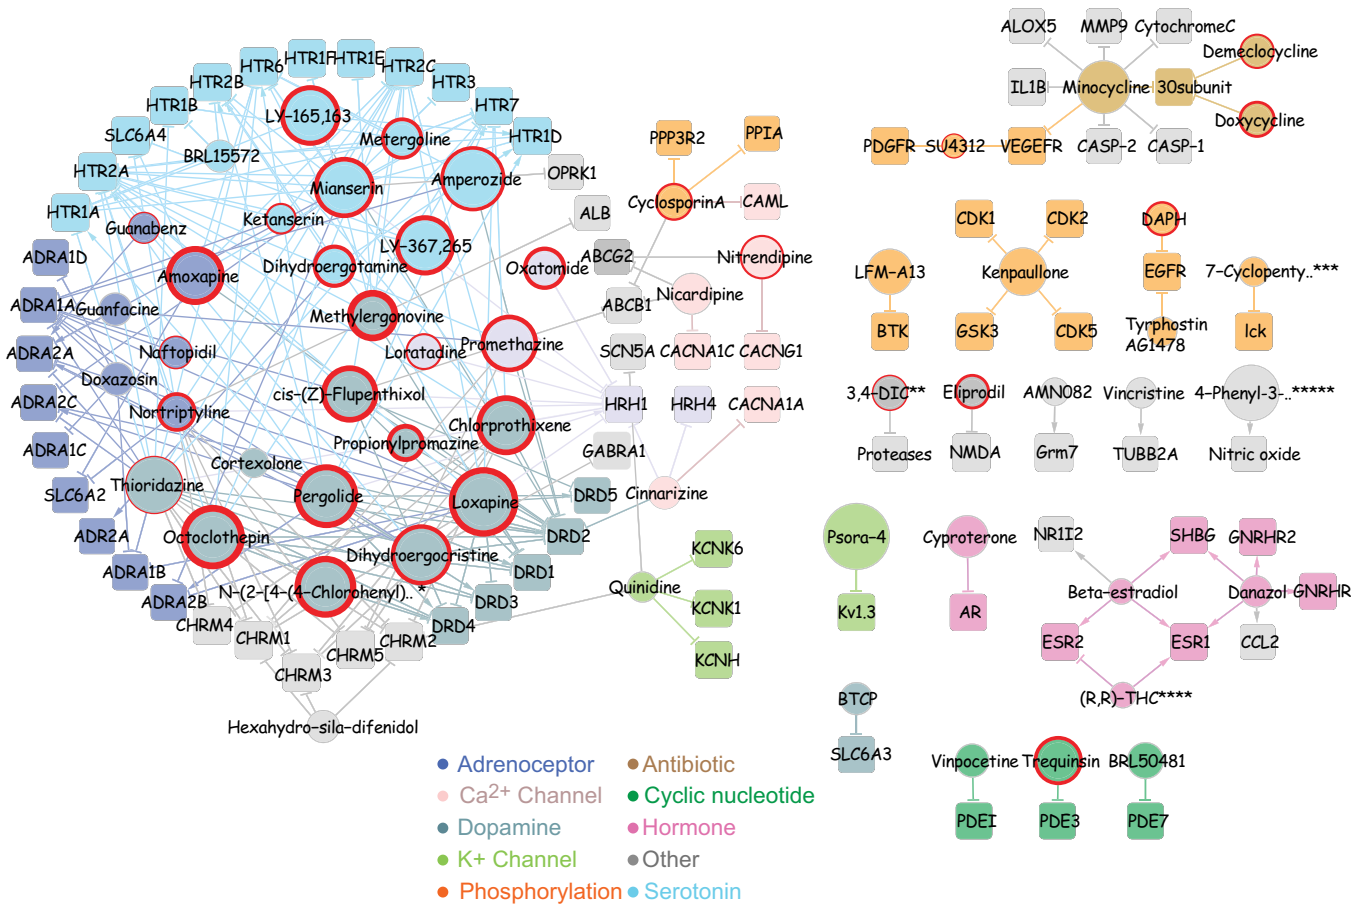 HTR6
HTR1F
HTR1E
HTR2C
HTR3
HTR2B
HTR1B
HTR7
SLC6A4
HTR1D
HTR2A
HTR1A
LY-165,163
Metergoline
BRL15572
Mianserin
Amperozide
OPRK1
Ketanserin
Guanabenz
ALB
ADRA1D
Amoxapine
Dihydroergotamine
LY-367,265
Oxatomide
ABCG2
Nitrendipine
ADRA1A
Guanfacine
Methylergonovine
ABCB1
Nicardipine
ADRA2A
Naftopidil
Loratadine
Promethazine
SCN5A
CACNA1C
CACNG1
Doxazosin
ADRA2C
Nortriptyline
cis-(Z)-Flupenthixol
Chlorprothixene
HRH1
HRH4
CACNA1A
ADRA1C
Propionylpromazine
GABRA1
Cortexolone
SLC6A2
Thioridazine
Pergolide
Loxapine
DRD5
Cinnarizine
ADR2A
Octoclothepin
Dihydroergocristine
DRD2
ADRA1B
DRD1
ADRA2B
N-(2-[4-(4-Chlorohenyl).. *
DRD3
DRD4
CHRM4
CHRM1
CHRM5
CHRM2
CHRM3
Hexahydro-sila-difenidol
Quinidine
KCNK6
KCNK1
KCNH
PPP3R2
PPIA
CyclosporinA
CAML
ALOX5
MMP9
CytochromeC
Demeclocycline
IL1B
Minocycline
30subunit
Doxycycline
PDGFR
SU4312
VEGEFR
CASP-2
CASP-1
CDK1
CDK2
DAPH
LFM-A13
Kenpaullone
EGFR
7-Cyclopenty..***
BTK
GSK3
CDK5
Tyrphostin
AG1478
lck
3,4-DIC**
Eliprodil
AMN082
Vincristine
4-Phenyl-3-..*****
Proteases
NMDA
Grm7
TUBB2A
Nitric oxide
Psora-4
Cyproterone
NR1I2
SHBG
GNRHR2
Kv1.3
AR
Beta-estradiol
Danazol
GNRHR
ESR2
ESR1
CCL2
(R,R)-THC****
BTCP
SLC6A3
Vinpocetine
Trequinsin
BRL50481
PDEI
PDE3
PDE7
Adrenoceptor
Antibiotic
Ca2+ Channel
Cyclic nucleotide
Dopamine
Hormone
K+ Channel
Other
Phosphorylation
Serotonin